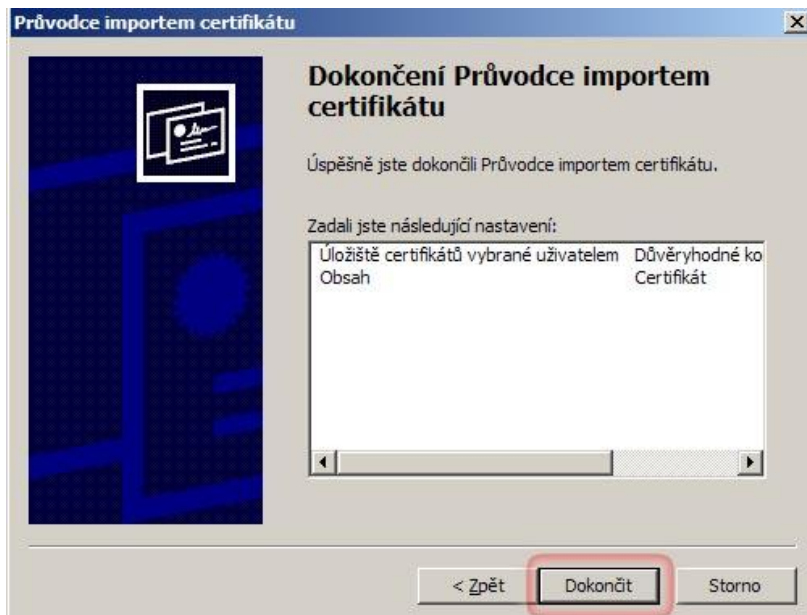 Průvodce importem certifikátu
Dokončení Průvodce importem
certifikátu
Úspěšně jste dokončili Průvodce importem certifikátu.
Zadali jste následující nastavení:
Úložiště certifikátů vybrané uživatelem Důvěryhodné ko
Obsah Certifikát
< Zpět Dokončit Storno